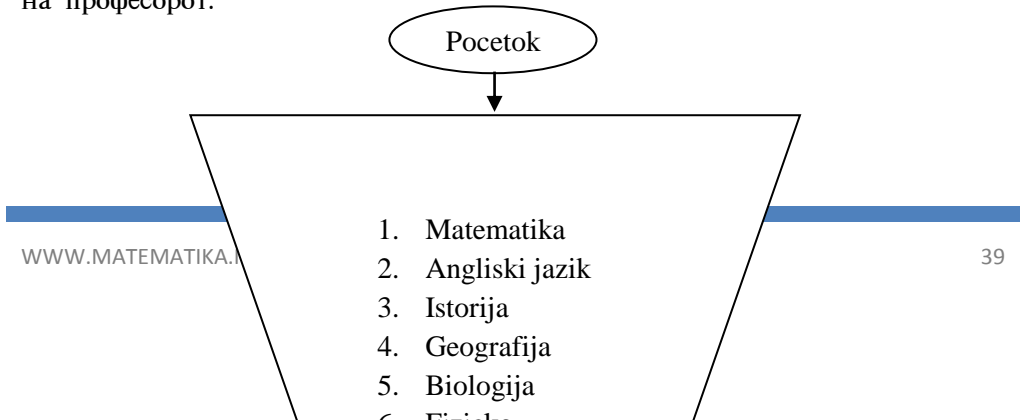 на професорот.
Pocetok
1. Matematika
2. Angliski jazik
WWW.MATEMATIKA.
39
3. Istorija
4. Geografija
5. Biologija